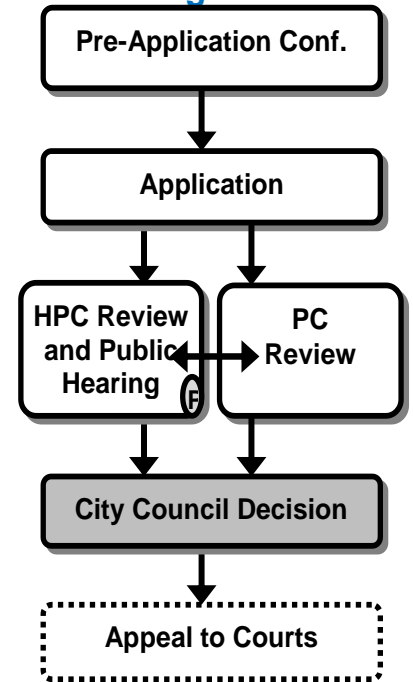 Pre-Application Conf.
Application
HPC Review
and Public
Hearing
PC
Review
City Council Decision
Appeal to Courts